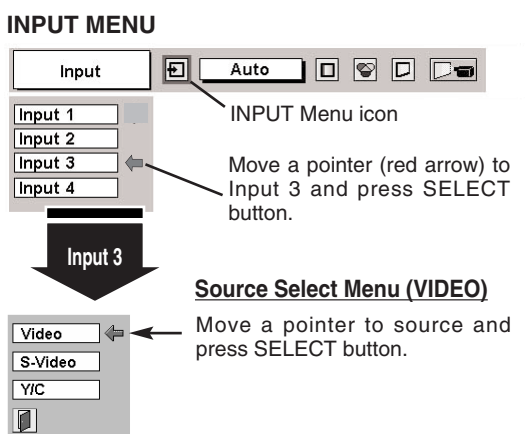 INPUT MENU
Input
Auto
INPUT Menu icon
Input 1
Input 2
Input 3
Input 4
Move a pointer (red arrow) to
Input 3 and press SELECT
button.
Input 3
Source Select Menu (VIDEO)
Video
S-Video
Y/C
Move a pointer to source and
press SELECT button.